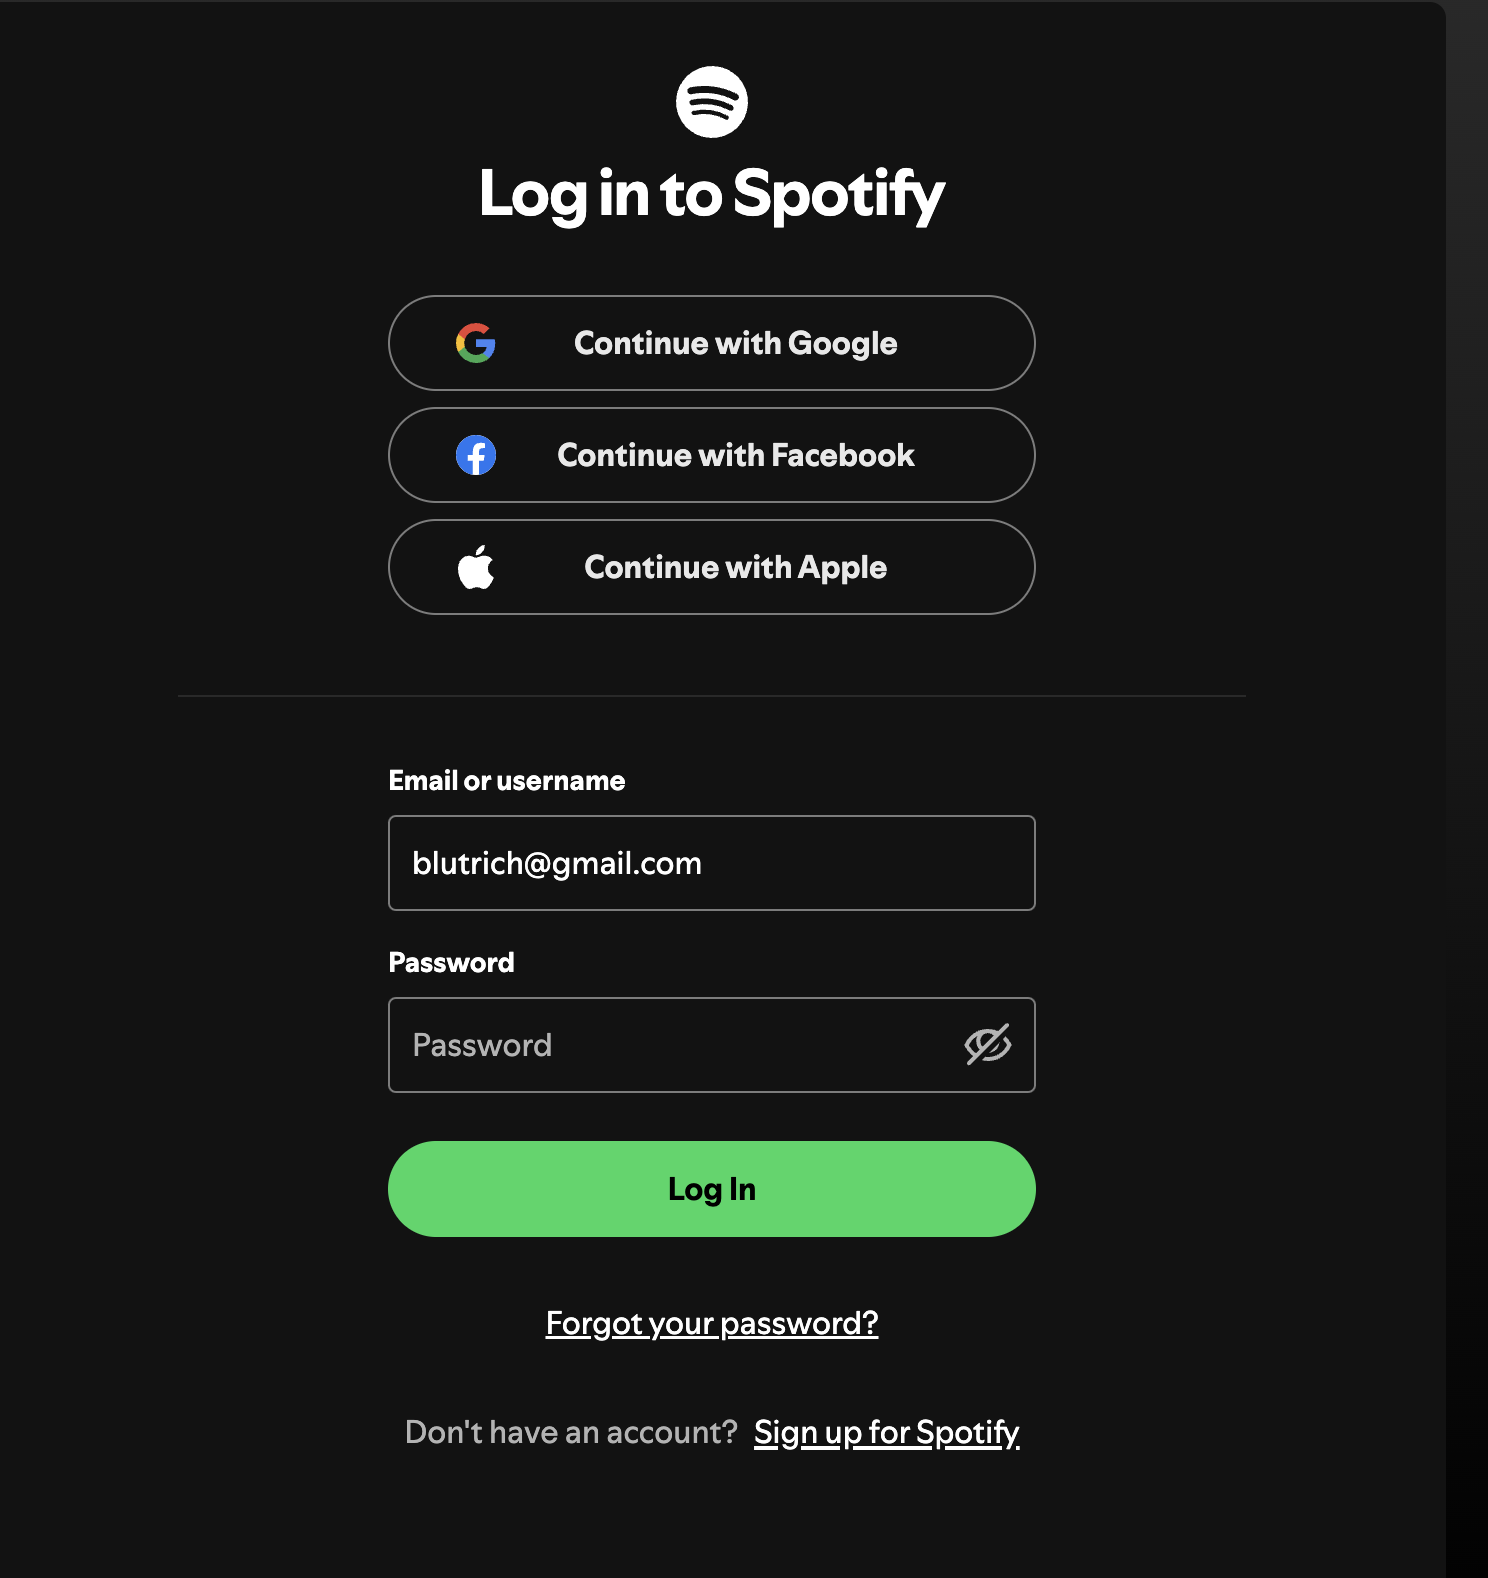 Log in to Spotify
Continue with Google
Continue with Facebook
Continue with Apple
Email or username
blutrich@gmail.com
Password
Password
Log In
Forgot your password?
Don't have an account? Sign up for Spotify